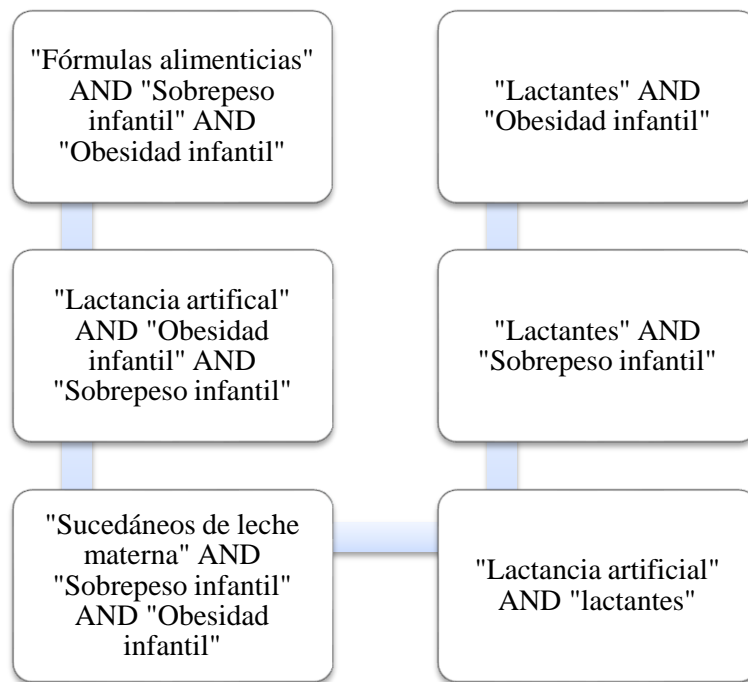 "Fórmulas alimenticias"
AND "Sobrepeso
infantil" AND
"Obesidad infantil"
"Lactancia artifical"
AND "Obesidad
infantil" AND
"Sobrepeso infantil"
"Sucedáneos de leche
materna" AND
"Sobrepeso infantil"
AND "Obesidad
infantil"
"Lactancia artificial"
AND "lactantes"
"Lactantes" AND
"Sobrepeso infantil"
"Lactantes" AND
"Obesidad infantil"